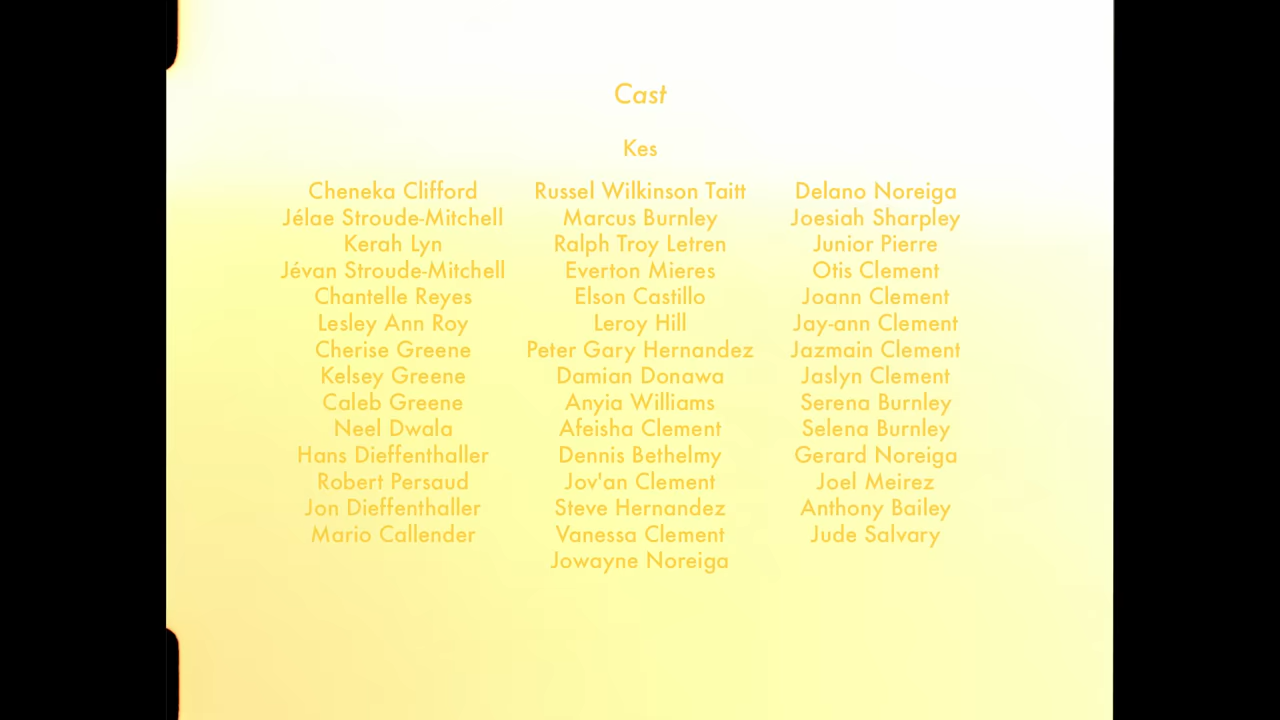 Cast
Kes
Cheneka Clifford
Jélae Stroude-Mitchell
Kerah Lyn
Jévan Stroude-Mitchell
Chantelle Reyes
Lesley Ann Roy
Cherise Greene
Kelsey Greene
Caleb Greene
Neel Dwala
Hans Dieffenthaller
Robert Persaud
Jon Dieffenthaller
Mario Callender
Russel Wilkinson Taitt
Marcus Burnley
Ralph Troy Letren
Everton Mieres
Elson Castillo
Leroy Hill
Peter Gary Hernandez
Damian Donawa
Anyia Williams
Afeisha Clement
Dennis Bethelmy
Jov'an Clement
Steve Hernandez
Vanessa Clement
Jowayne Noreiga
Delano Noreiga
Joesiah Sharpley
Junior Pierre
Otis Clement
Joann Clement
Jay-ann Clement
Jazmain Clement
Jaslyn Clement
Serena Burnley
Selena Burnley
Gerard Noreiga
Joel Meirez
Anthony Bailey
Jude Salvary